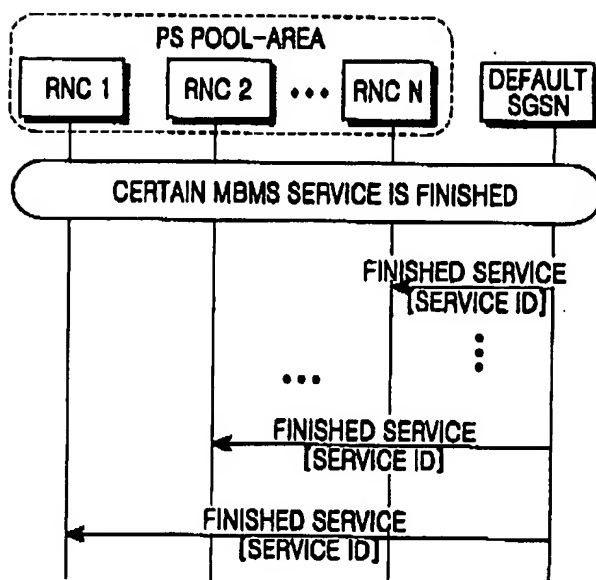 PS POOL-AREA
RNC 1
RNC 2
RNC N
DEFAULT
SGSN
CERTAIN MBMS SERVICE IS FINISHED
FINISHED SERVICE
[SERVICE ID]
FINISHED SERVICE
[SERVICE ID]
FINISHED SERVICE
[SERVICE ID]